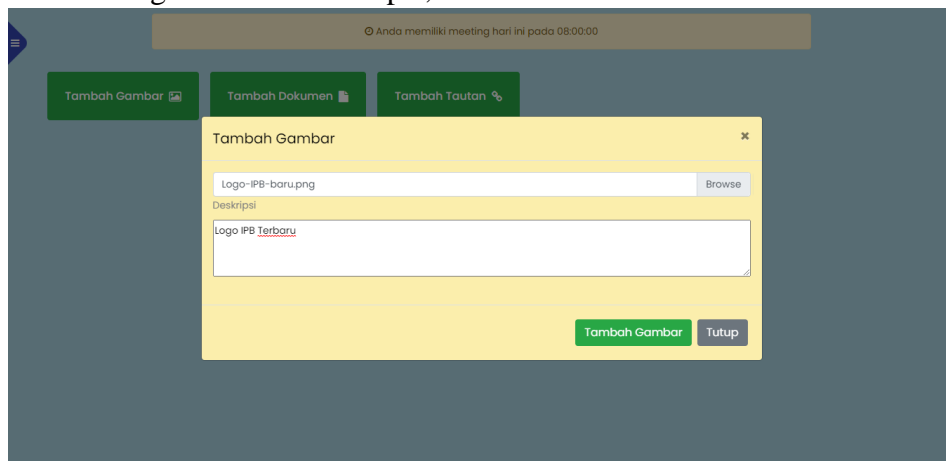 Anda memiliki meeting hari ini pada 08:00:00
Tambah Gambar
Tambah Dokumen
Tambah Tautan
Tambah Gambar
×
Logo-IPB-baru.png
Browse
Deskripsi
Logo IPB Terbaru
Tambah Gambar
Tutup